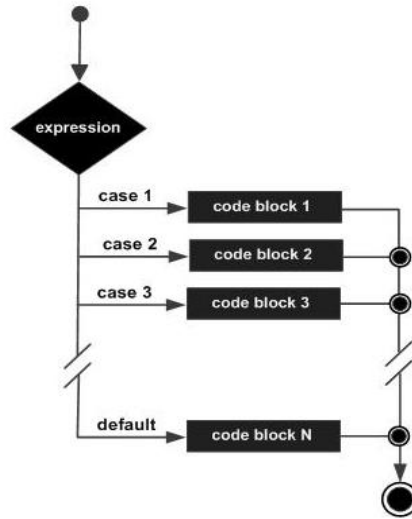 expression
case 1
code block 1
case 2
code block 2
case 3
code block 3
default
code block N